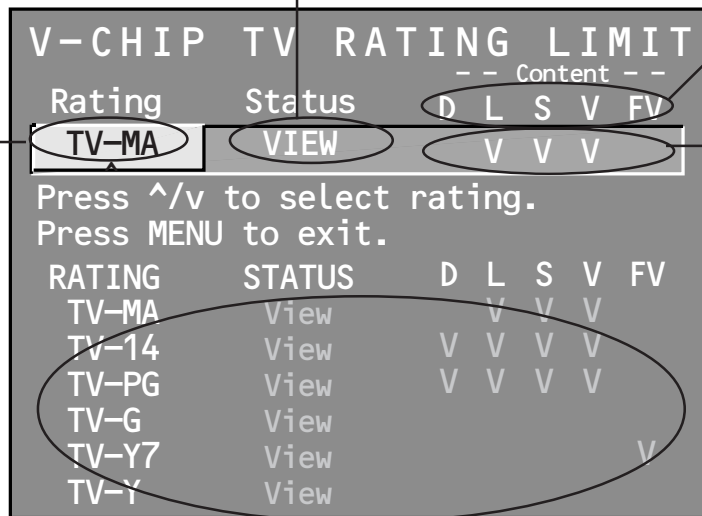 V-CHIP TV RATING LIMIT
-- Content --
Rating Status D L S V FV
TV-MA VIEW V V V
^
Press ^/v to select rating.
Press MENU to exit.
RATING STATUS D L S V FV
TV-MA View V V V
TV-14 View V V V V
TV-PG View V V V V
TV-G View
TV-Y7 View V
TV-Y View